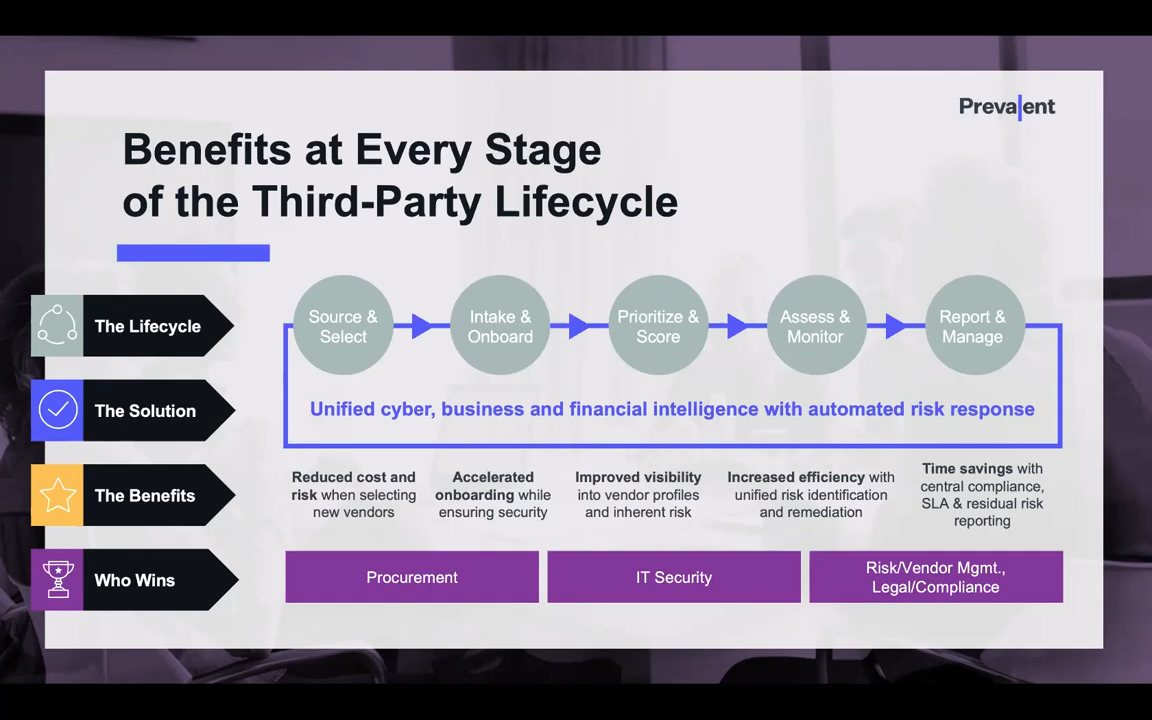 Prevalent
Benefits at Every Stage
of the Third-Party Lifecycle
The Lifecycle
Source &
Select
Intake &
Onboard
Prioritize &
Score
Assess &
Monitor
Report &
Manage
The Solution
Unified cyber, business and financial intelligence with automated risk response
The Benefits
Reduced cost and
risk when selecting
new vendors
Accelerated
onboarding while
ensuring security
Improved visibility
into vendor profiles
and inherent risk
Increased efficiency with
unified risk identification
and remediation
Time savings with
central compliance,
SLA & residual risk
reporting
Who Wins
Procurement
IT Security
Risk/Vendor Mgmt.,
Legal/Compliance